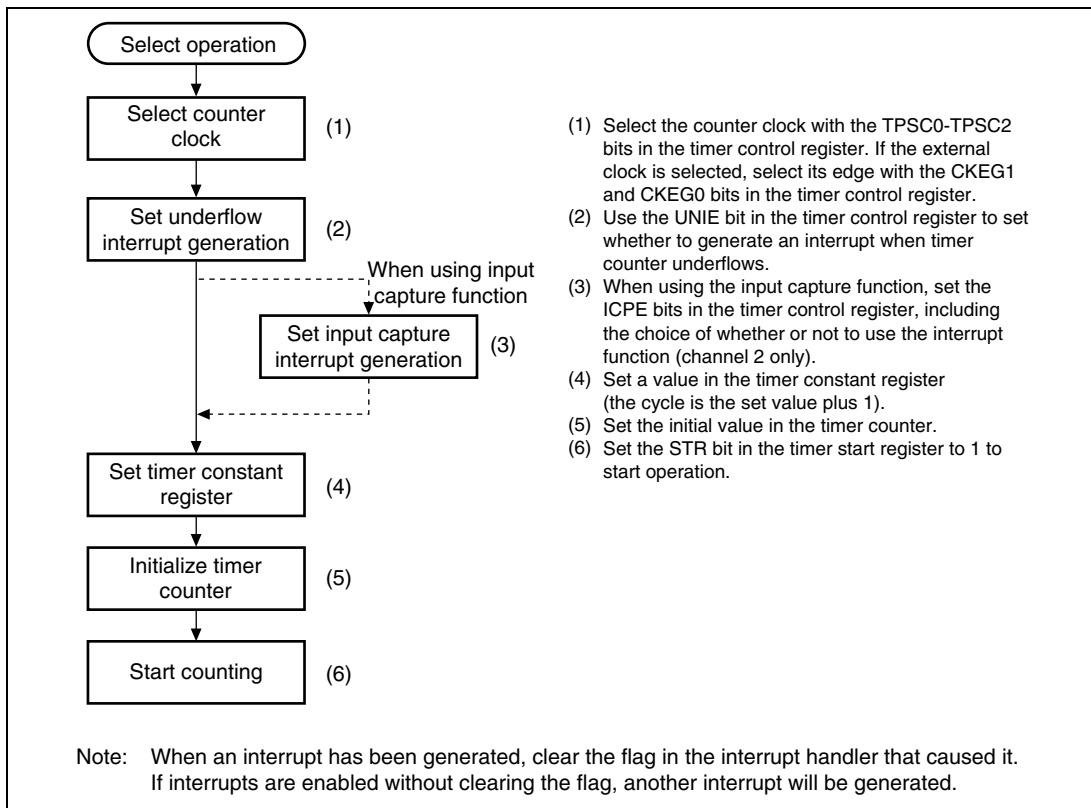 Select operation
Select counter
clock
(1)
Set underflow
interrupt generation
(2)
When using input
capture function
Set input capture
interrupt generation
(3)
Set timer constant
register
(4)
Initialize timer
counter
(5)
Start counting
(6)
(1) Select the counter clock with the TPSC0-TPSC2
bits in the timer control register. If the external
clock is selected, select its edge with the CKEG1
and CKEG0 bits in the timer control register.
(2) Use the UNIE bit in the timer control register to set
whether to generate an interrupt when timer
counter underflows.
(3) When using the input capture function, set the
ICPE bits in the timer control register, including
the choice of whether or not to use the interrupt
function (channel 2 only).
(4) Set a value in the timer constant register
(the cycle is the set value plus 1).
(5) Set the initial value in the timer counter.
(6) Set the STR bit in the timer start register to 1 to
start operation.
Note: When an interrupt has been generated, clear the flag in the interrupt handler that caused it.
If interrupts are enabled without clearing the flag, another interrupt will be generated.